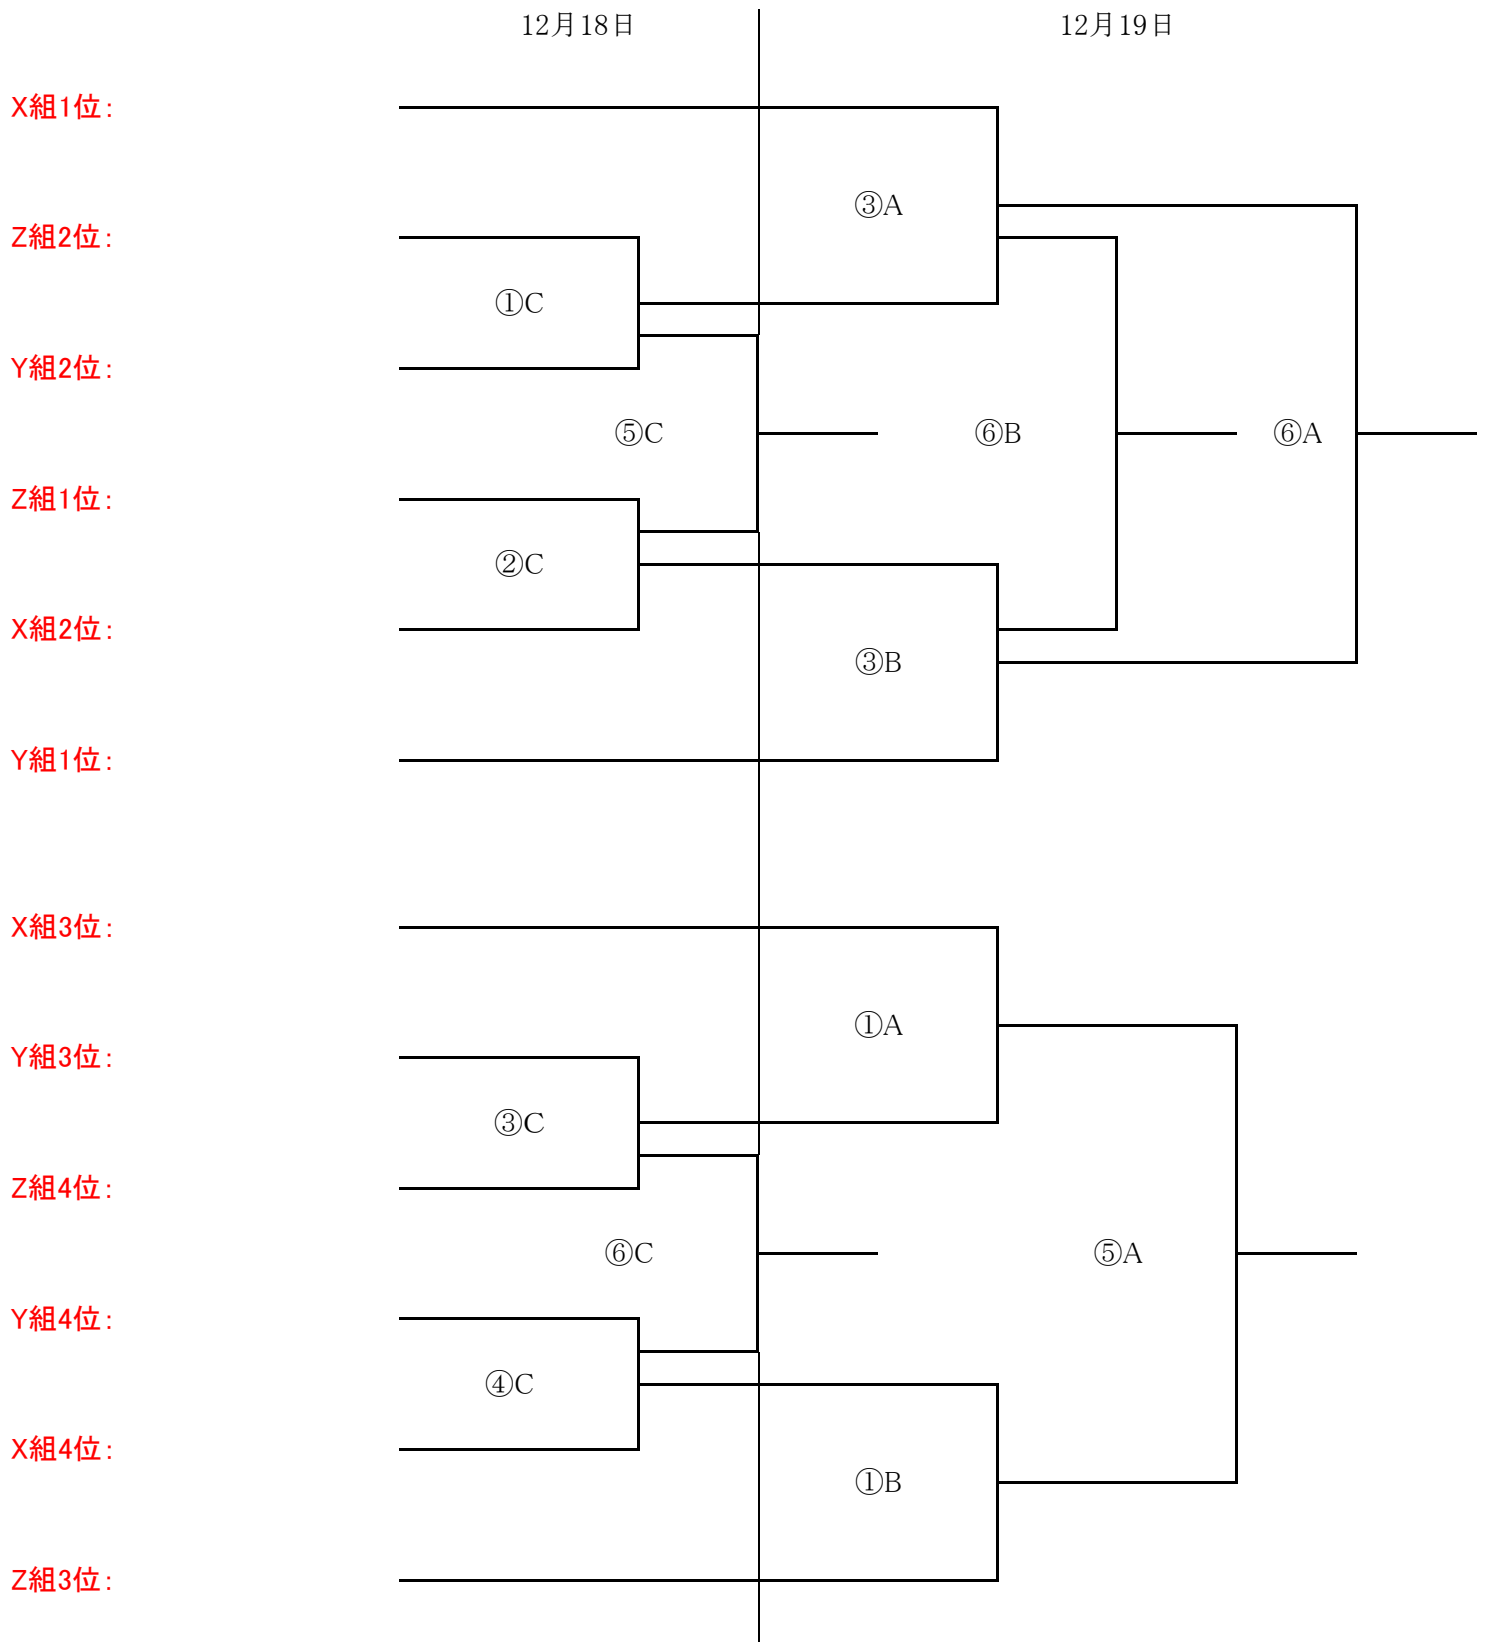 12月18日
12月19日
X組1位：
③A
Z組2位：
①C
Y組2位：
⑤C
⑥B
⑥A
Z組1位：
②C
X組2位：
③B
Y組1位：
X組3位：
①A
Y組3位：
③C
Z組4位：
⑥C
⑤A
Y組4位：
④C
X組4位：
①B
Z組3位：